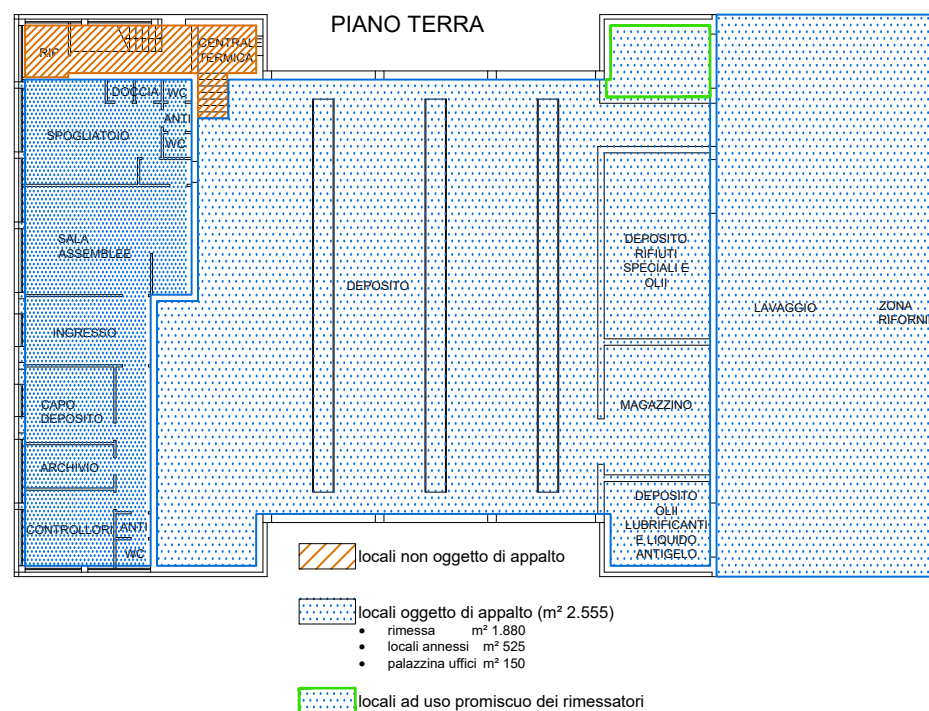 PIANO TERRA
RIF
CENTRALE
TERMICA
DOCCIA
WC
ANTI
SPOGLIATOIO
WC
SALA
ASSEMBLEE
DEPOSITO
RIFIUTI
SPECIALI E
OLII
DEPOSITO
LAVAGGIO
ZONA
RIFORNI
INGRESSO
CAPO
DEPOSITO
MAGAZZINO
ARCHIVIO
DEPOSITO
OLII
LUBRIFICANTI
E LIQUIDO
ANTIGELO
CONTROLLORI
ANTI
WC
locali non oggetto di appalto
locali oggetto di appalto (m² 2.555)
• rimessa m² 1.880
• locali annessi m² 525
• palazzina uffici m² 150
locali ad uso promiscuo dei rimessatori